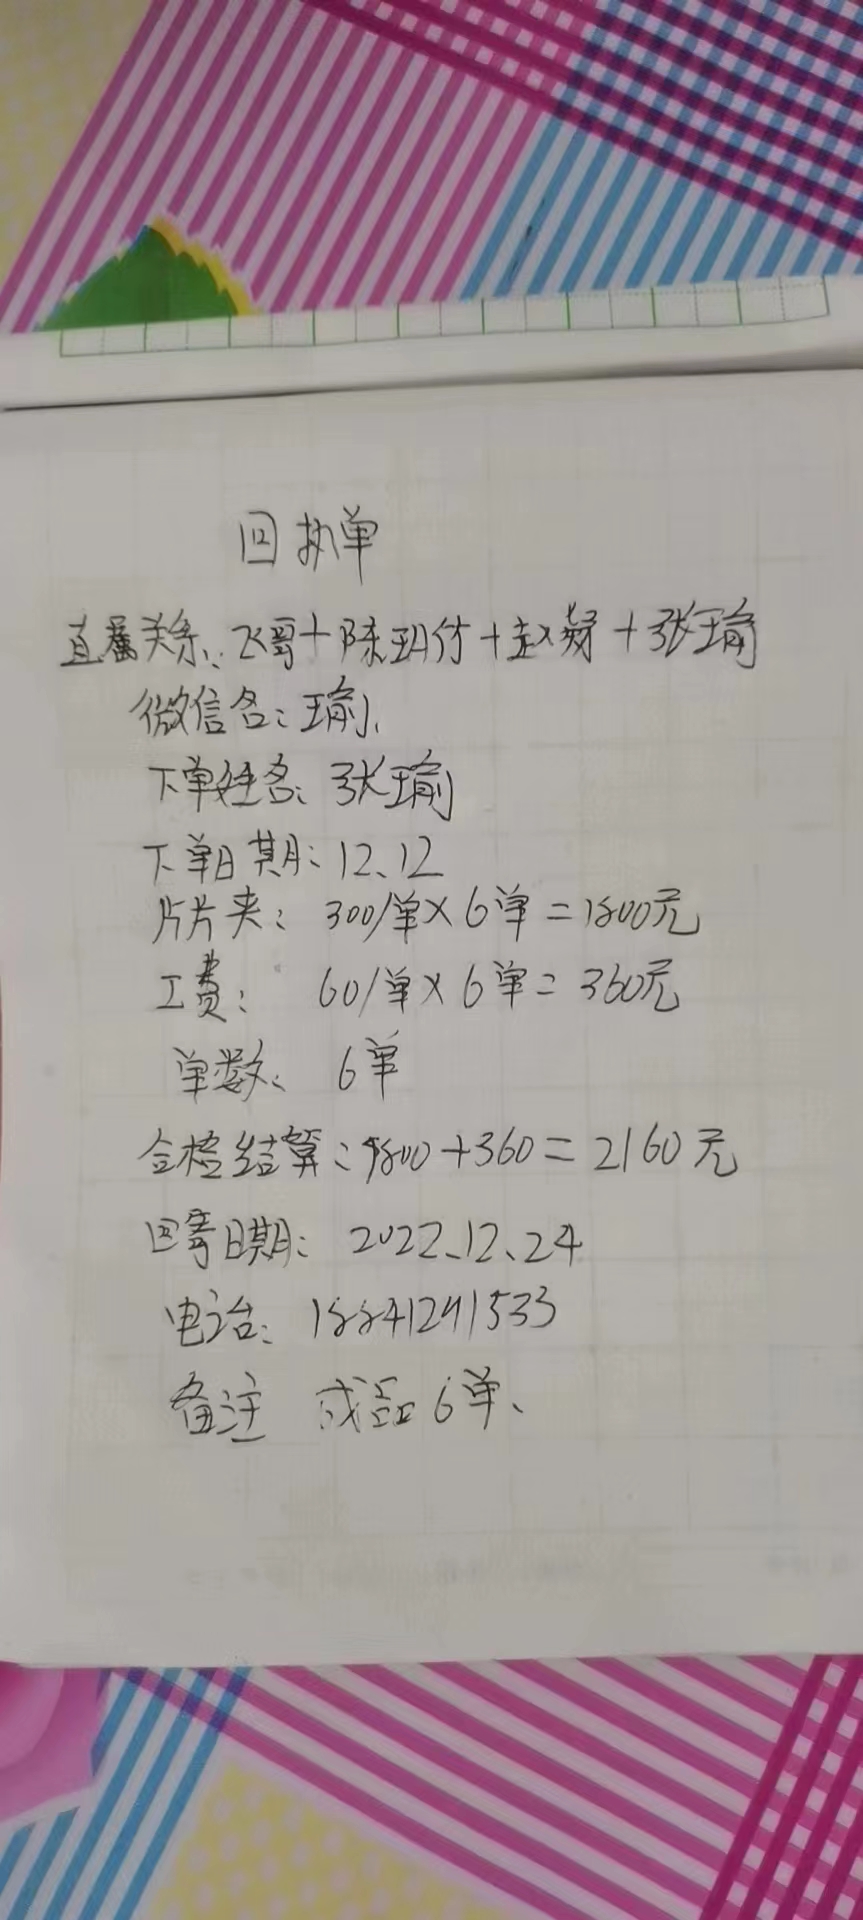 回执单
直属关系:飞哥+陈玥竹+赵 +张瑜
微信名:瑜、
下单姓名:张瑜
下单日期:12、12
片片夹:300/单×6单=1800元
工费:60/单×6单=360元
单数:6单
合格结算:1800+360=2160元
回寄日期:2022、12、24
电话:18841241533
备注 成品6单、